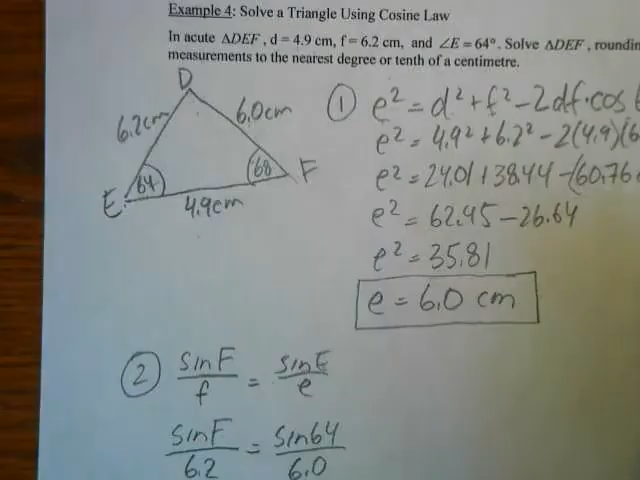 Example 4: Solve a Triangle Using Cosine Law
In acute ΔDEF, d = 4.9 cm, f = 6.2 cm, and ∠E = 64°. Solve ΔDEF,
measurements to the nearest degree or tenth of a centimetre.
D
6.2cm
6.0cm
E
64
68
F
4.9cm
① e² = d² + f² - 2df·cos
e² = 4.9² + 6.2² - 2(4.9)(6
e² = 24.01 + 38.44 - (60.76
e² = 62.45 - 26.64
e² = 35.81
e = 6.0 cm
② sinF/f = sinE/e
sinF/6.2 = sin64/6.0